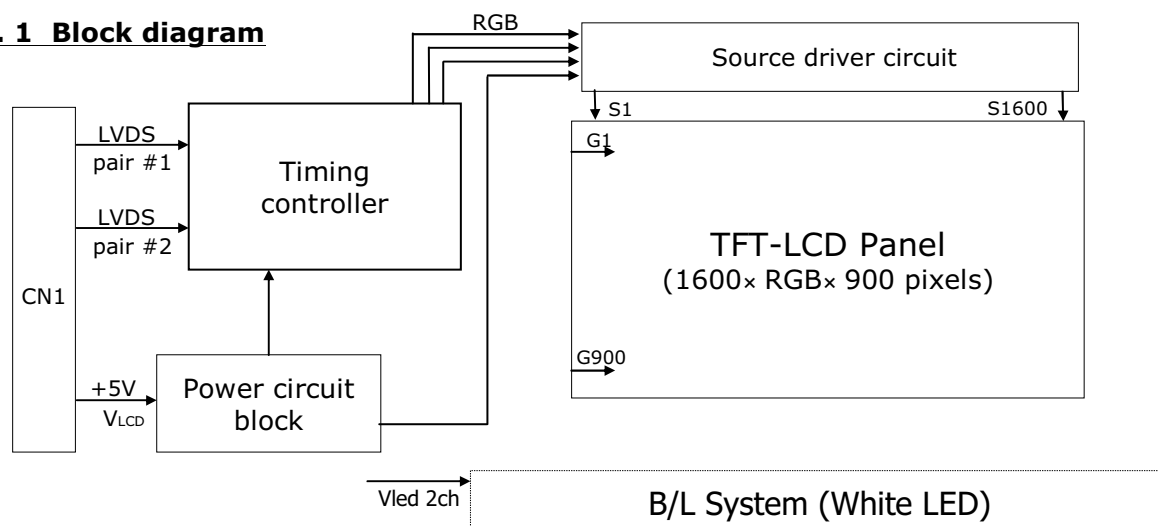 . 1 Block diagram
RGB
Source driver circuit
S1
S1600
LVDS
pair #1
Timing
controller
G1
LVDS
pair #2
TFT-LCD Panel
(1600× RGB× 900 pixels)
CN1
G900
+5V
VLCD
Power circuit
block
Vled 2ch
B/L System (White LED)